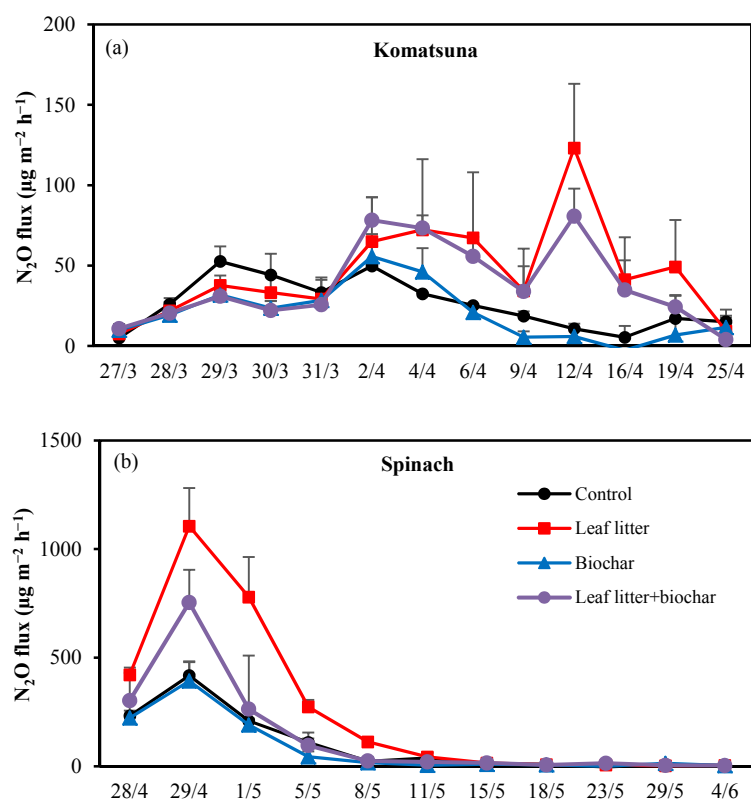 200
(a)
Komatsuna
150
100
50
0
N₂O flux (μg m⁻² h⁻¹)
27/3 28/3 29/3 30/3 31/3 2/4 4/4 6/4 9/4 12/4 16/4 19/4 25/4
1500
(b)
Spinach
1000
500
0
N₂O flux (μg m⁻² h⁻¹)
Control
Leaf litter
Biochar
Leaf litter+biochar
28/4 29/4 1/5 5/5 8/5 11/5 15/5 18/5 23/5 29/5 4/6